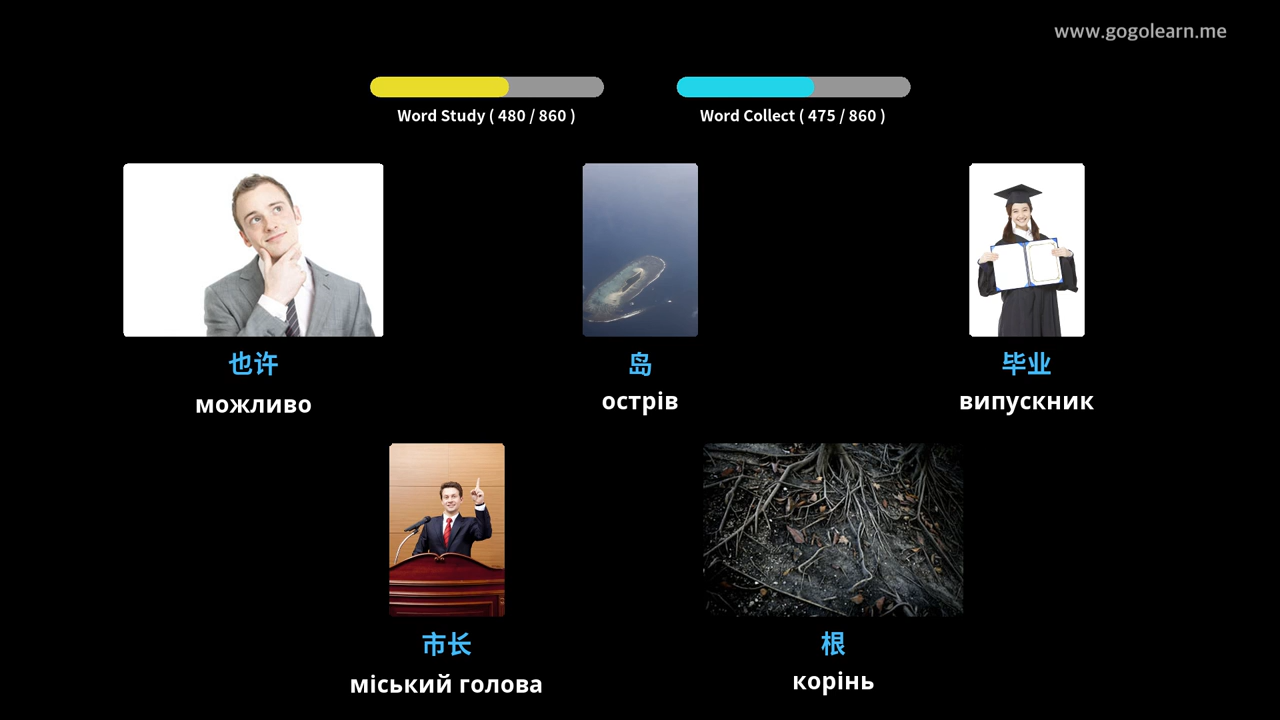 www.gogolearn.me
Word Study ( 480 / 860 )
Word Collect ( 475 / 860 )
也许
можливо
岛
острів
毕业
випускник
市长
міський голова
根
корінь